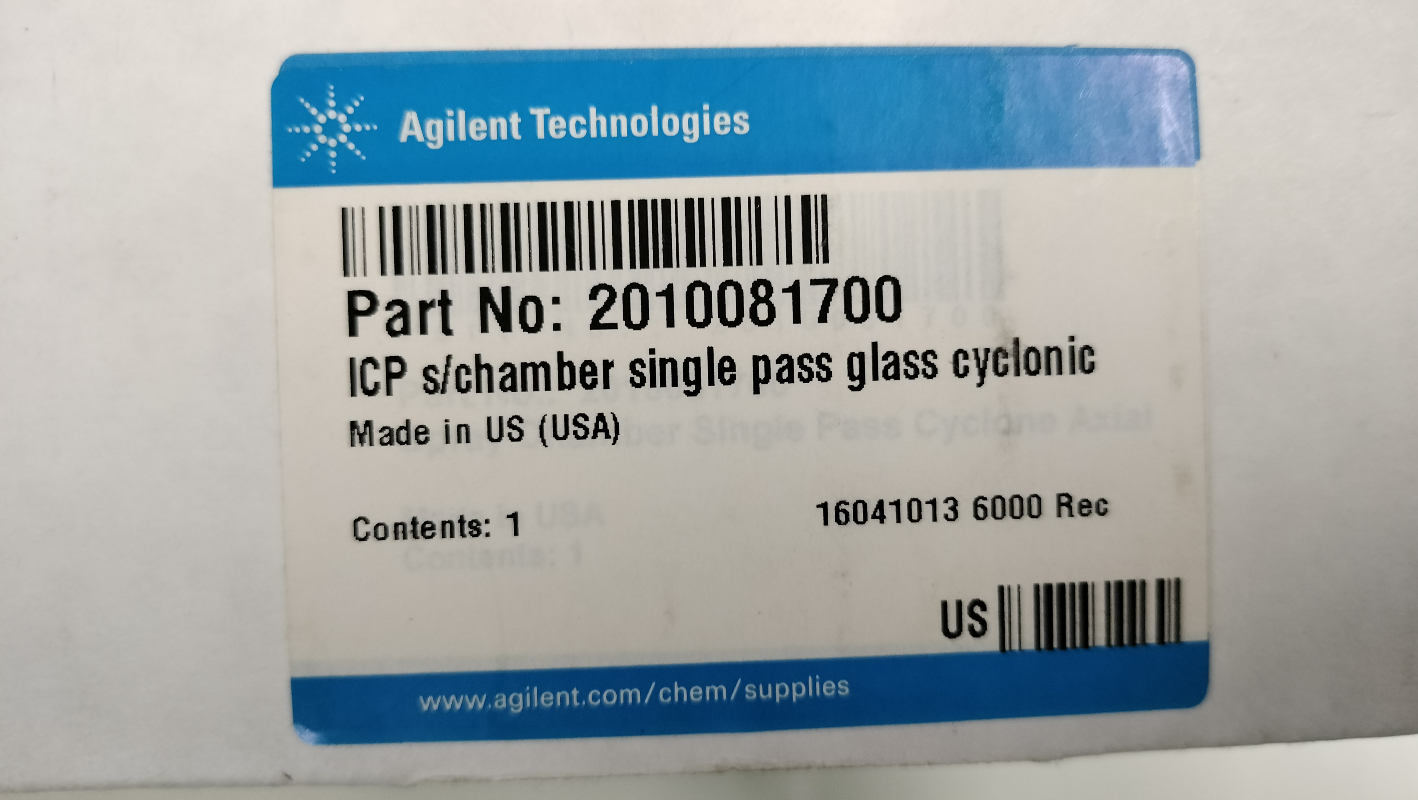 Agilent Technologies
Part No: 2010081700
ICP s/chamber single pass glass cyclonic
Made in US (USA)
Contents: 1
16041013 6000 Rec
US
www.agilent.com/chem/supplies